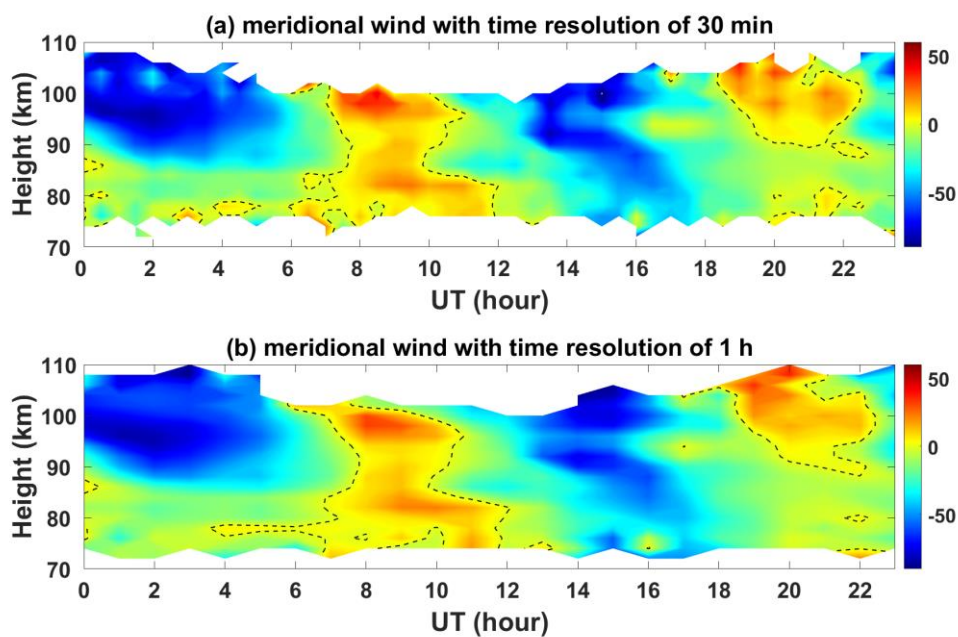 (a) meridional wind with time resolution of 30 min
110
100
90
80
70
Height (km)
0 2 4 6 8 10 12 14 16 18 20 22
UT (hour)
50
0
-50
(b) meridional wind with time resolution of 1 h
110
100
90
80
70
Height (km)
0 2 4 6 8 10 12 14 16 18 20 22
UT (hour)
50
0
-50